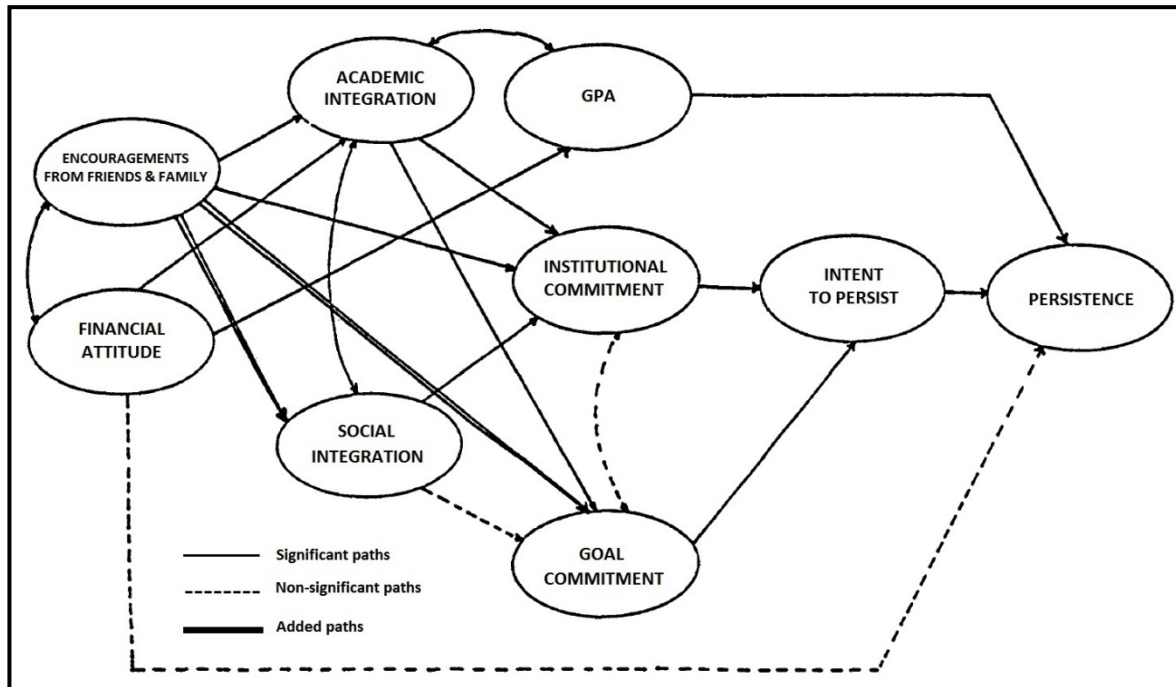 ACADEMIC
INTEGRATION
GPA
ENCOURAGEMENTS
FROM FRIENDS & FAMILY
INSTITUTIONAL
COMMITMENT
INTENT
TO PERSIST
PERSISTENCE
FINANCIAL
ATTITUDE
SOCIAL
INTEGRATION
GOAL
COMMITMENT
Significant paths
Non-significant paths
Added paths